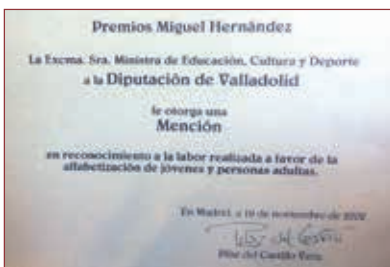 Premios Miguel Hernández
La Excma. Sra. Ministra de Educación, Cultura y Deporte
a la Diputación de Valladolid
le otorga una
Mención
en reconocimiento a la labor realizada a favor de la
alfabetización de jóvenes y personas adultas.
En Madrid, a 19 de noviembre de 2002
Pilar del Castillo Vera